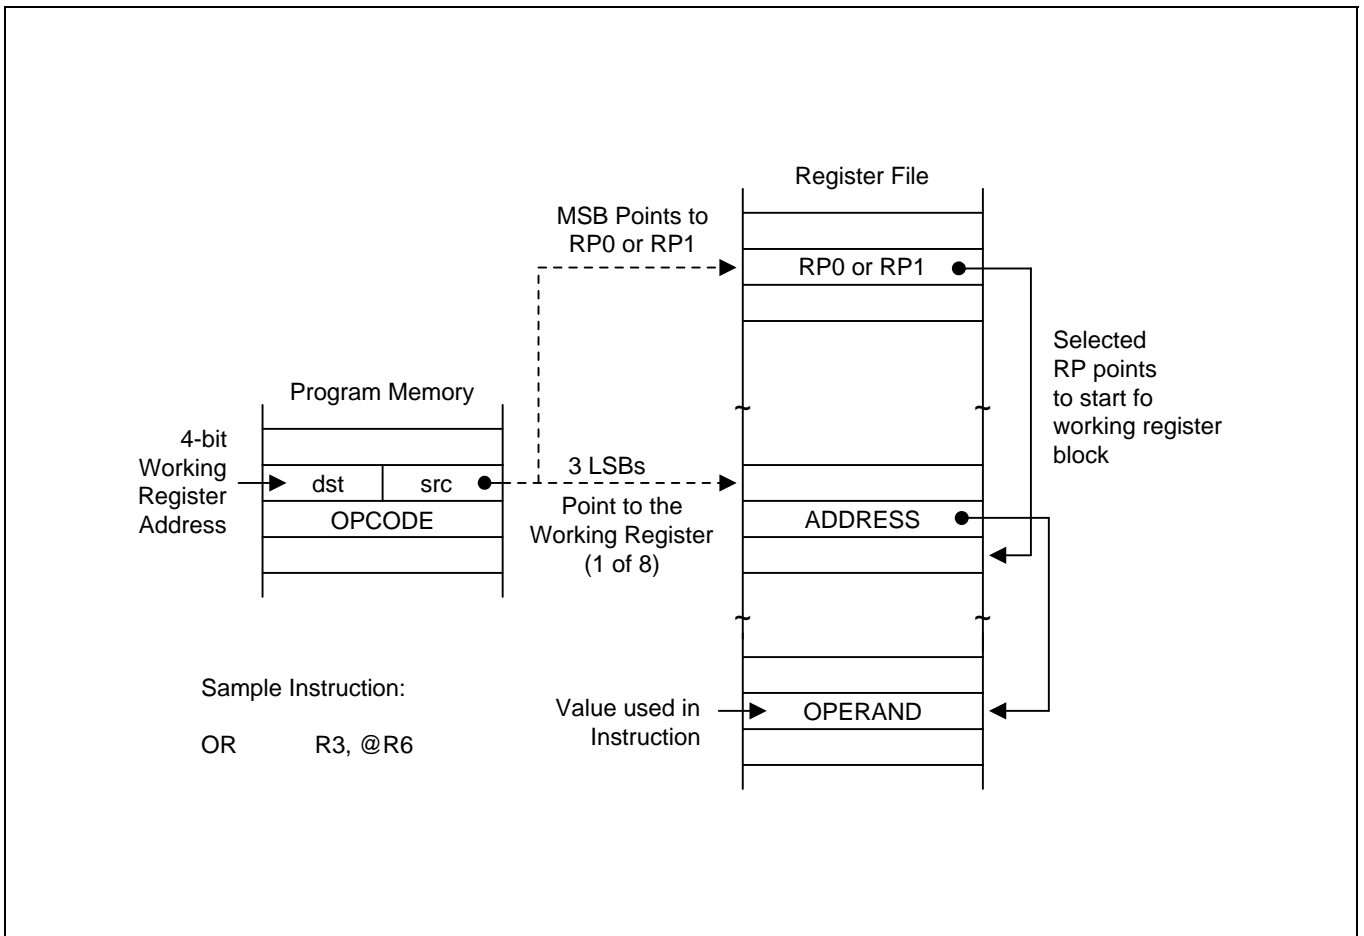 Register File
MSB Points to
RP0 or RP1
RP0 or RP1
Selected
RP points
to start fo
working register
block
Program Memory
4-bit
Working
Register
Address
dst
src
OPCODE
3 LSBs
Point to the
Working Register
(1 of 8)
ADDRESS
Sample Instruction:
OR R3, @R6
Value used in
Instruction
OPERAND